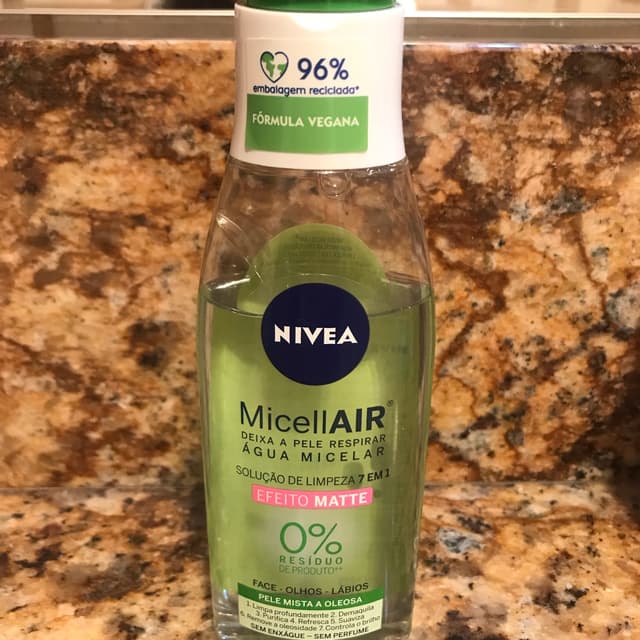 96%
embalagem reciclada*
FÓRMULA VEGANA
NIVEA
MicellAIR®
DEIXA A PELE RESPIRAR
ÁGUA MICELAR
SOLUÇÃO DE LIMPEZA 7 EM 1
EFEITO MATTE
0%
RESÍDUO
DE PRODUTO**
FACE - OLHOS - LÁBIOS
PELE MISTA A OLEOSA
1. Limpa profundamente 2. Demaquila
3. Purifica 4. Refresca 5. Suaviza
6. Remove a oleosidade 7. Controla o brilho
SEM ENXÁGUE – SEM PERFUME